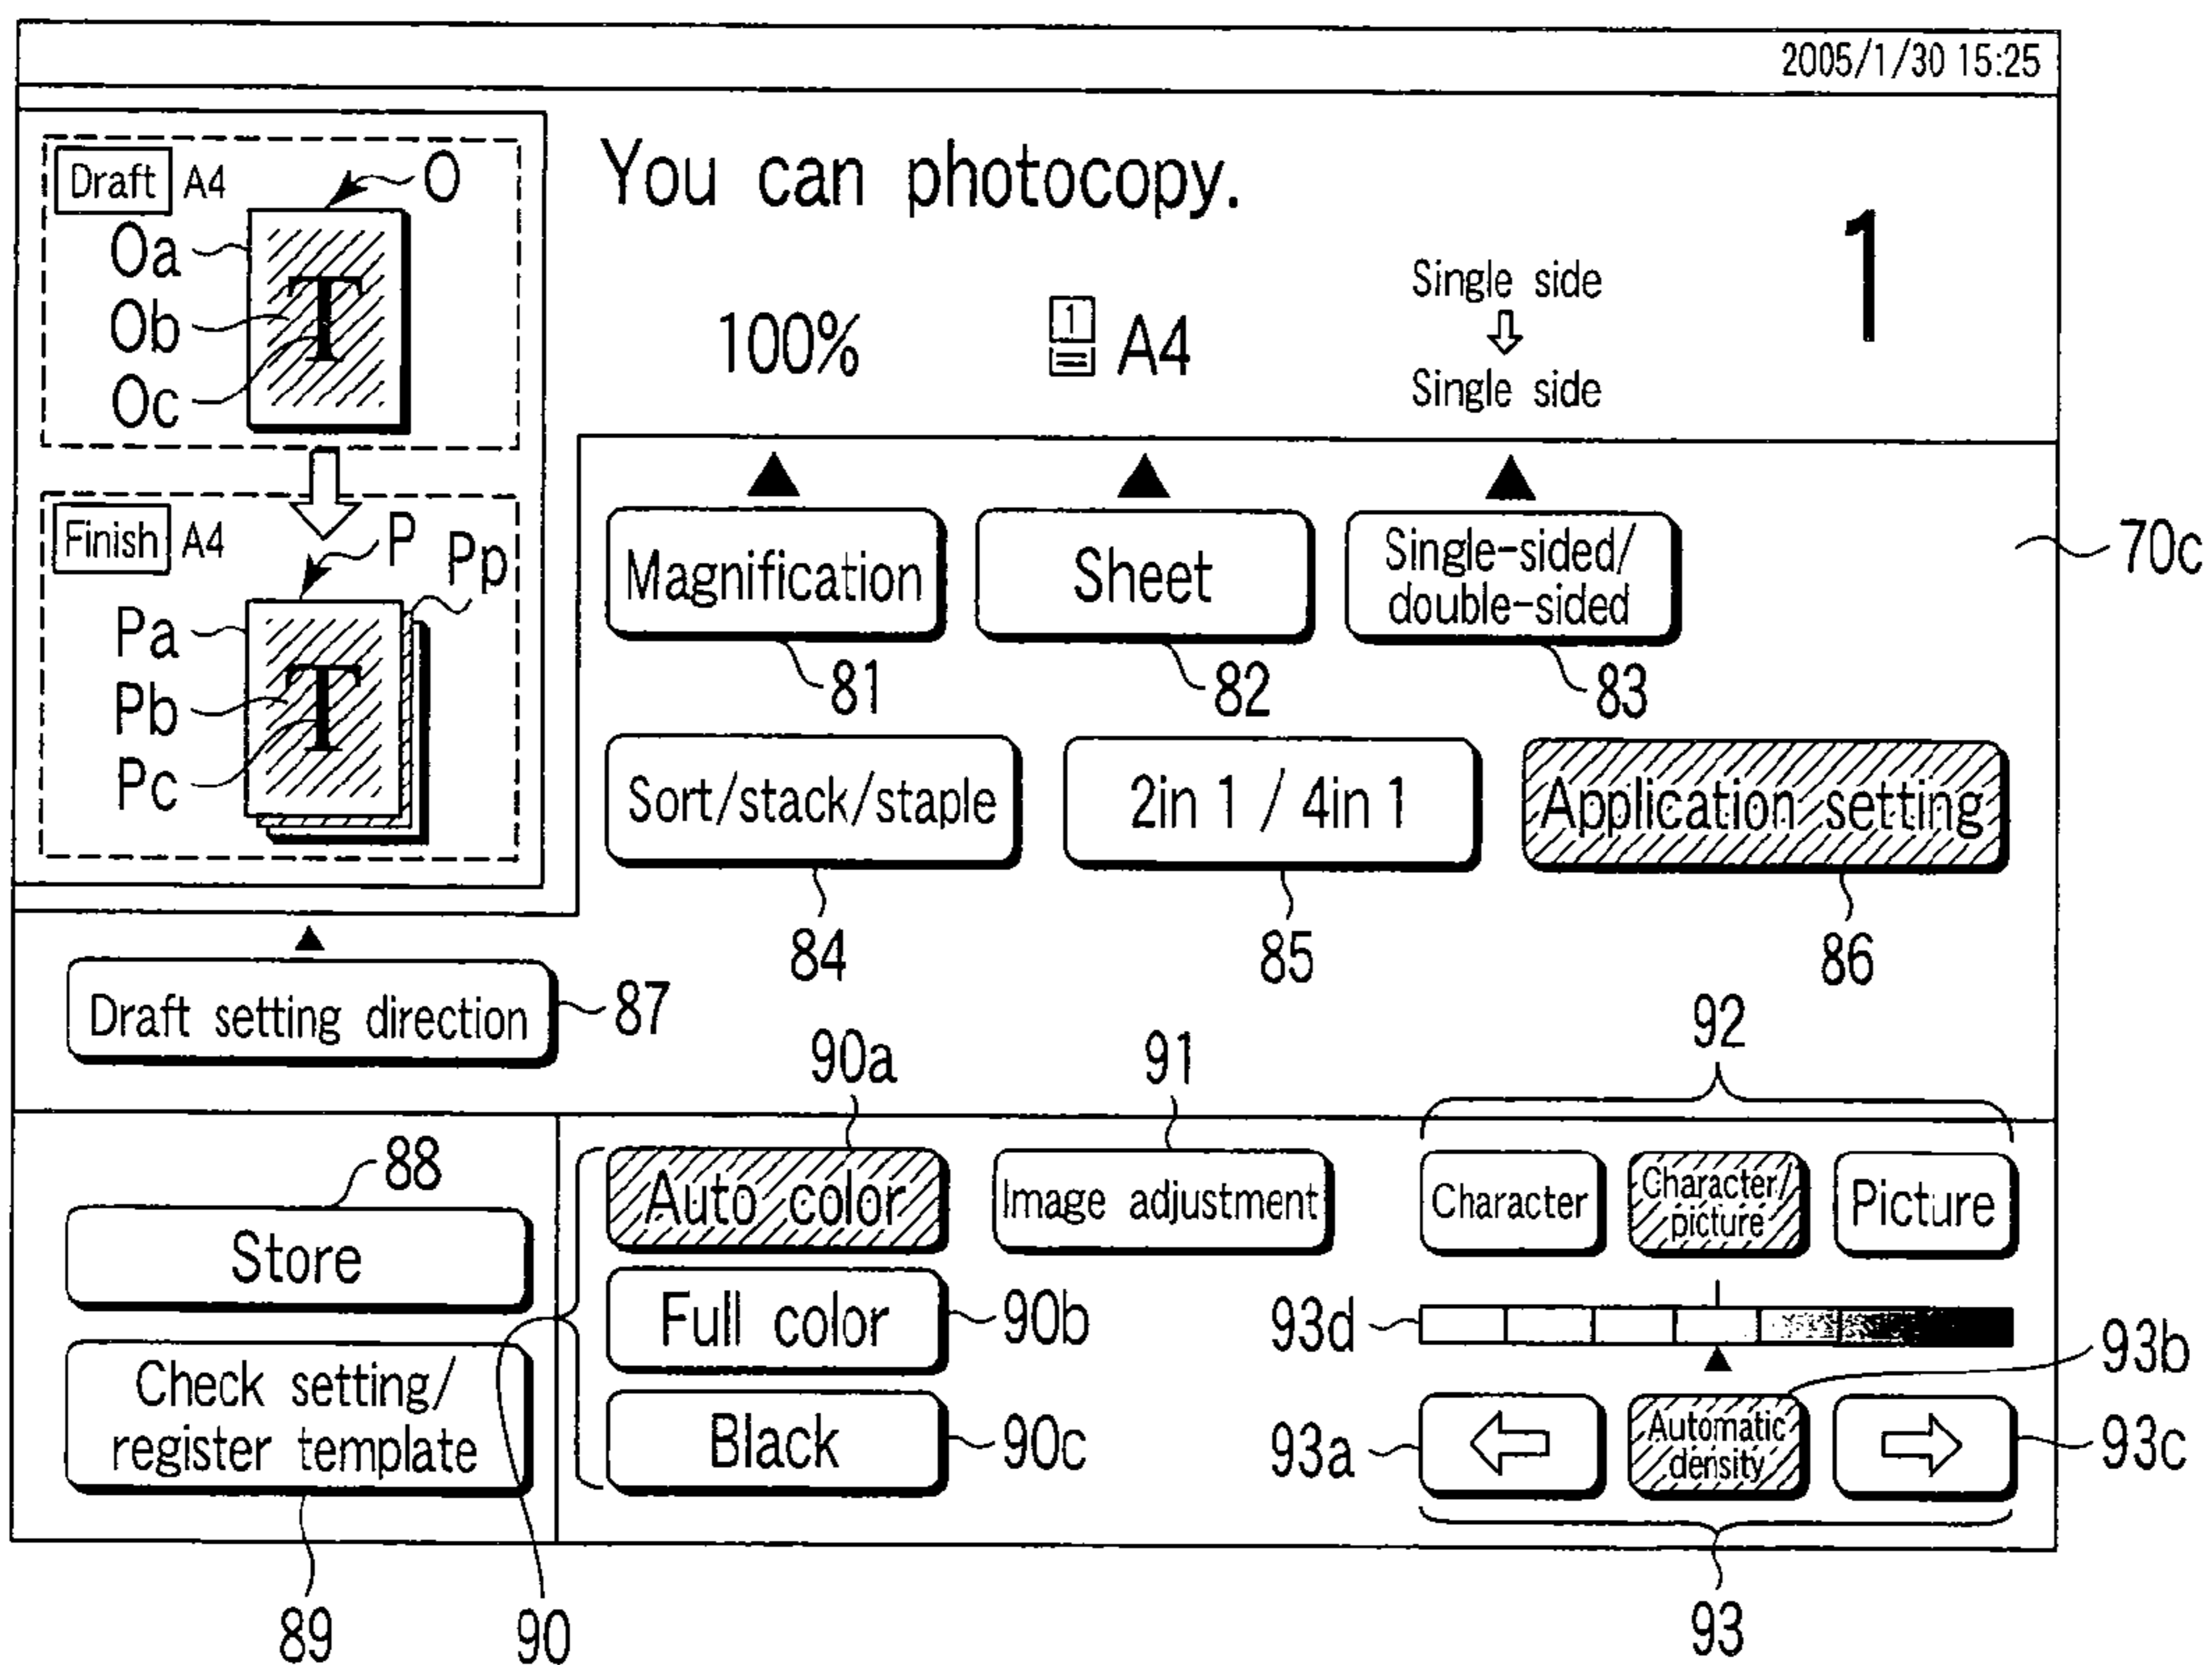 2005/1/30 15:25
Draft A4
O
Oa
Ob
Oc
T
You can photocopy.
100%
1 A4
Single side
Single side
1
Finish A4
P
Pp
Pa
Pb
Pc
T
Magnification
Sheet
Single-sided/
double-sided
70c
81
82
83
Sort/stack/staple
2in 1 / 4in 1
Application setting
84
85
86
Draft setting direction
87
88
Store
Check setting/
register template
89
90
90a
Auto color
Full color
90b
Black
90c
91
Image adjustment
92
Character
Character/
picture
Picture
93d
93b
93a
Automatic
density
93c
93